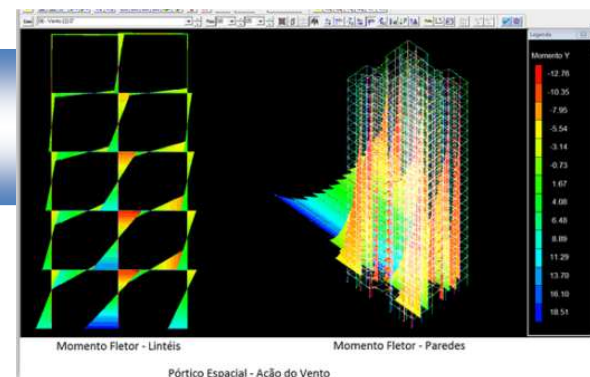 Legenda
Momento Y
-12.76
-10.35
-7.95
-5.54
-3.14
-0.73
1.67
4.08
6.48
8.89
11.29
13.70
16.10
18.51
Momento Fletor - Lintéis
Momento Fletor - Paredes
Pórtico Espacial - Ação do Vento